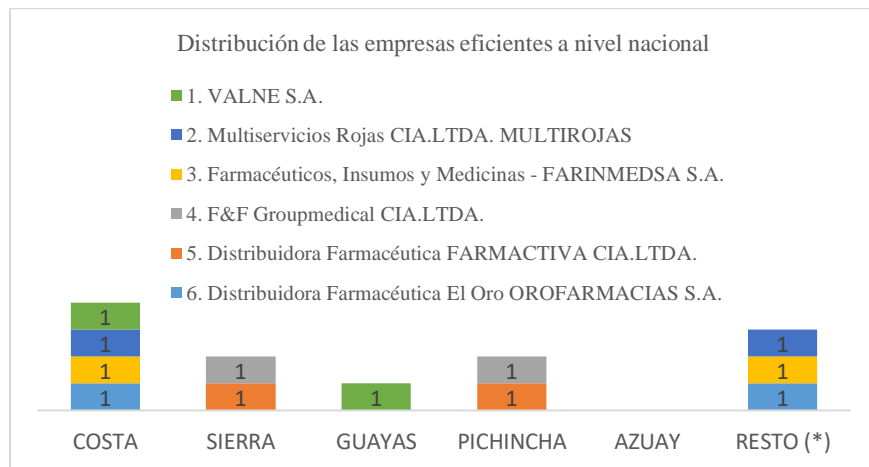 Distribución de las empresas eficientes a nivel nacional
1. VALNE S.A.
2. Multiservicios Rojas CIA.LTDA. MULTIROJAS
3. Farmacéuticos, Insumos y Medicinas - FARINMEDSA S.A.
4. F&F Groupmedical CIA.LTDA.
5. Distribuidora Farmacéutica FARMACTIVA CIA.LTDA.
6. Distribuidora Farmacéutica El Oro OROFARMACIAS S.A.
1
1 1
1 1 1 1
1 1 1 1 1
COSTA SIERRA GUAYAS PICHINCHA AZUAY RESTO (*)